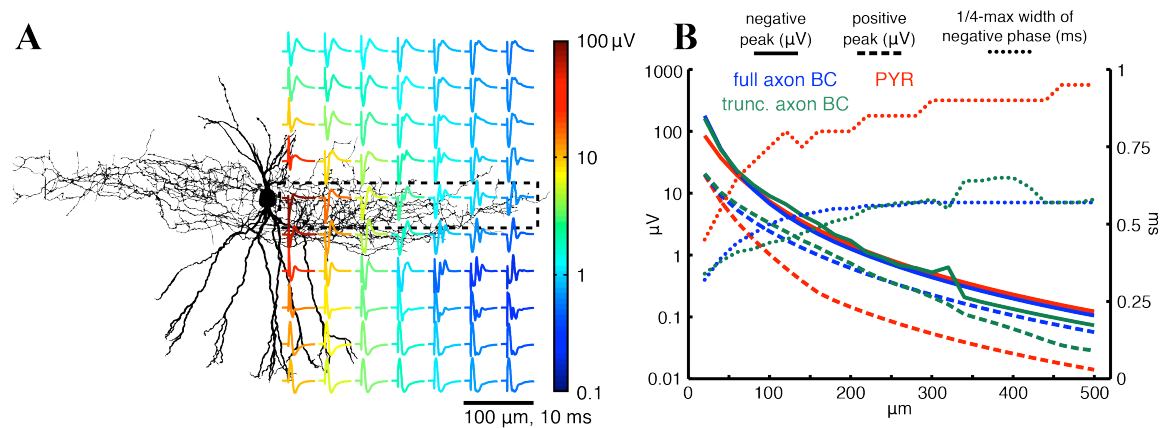 A
100 μV
10
1
0.1
100 μm, 10 ms
B
negative
peak (μV)
positive
peak (μV)
1/4-max width of
negative phase (ms)
full axon BC
PYR
trunc. axon BC
1000
100
10
1
0.1
0.01
μV
100
200
300
400
500
μm
1
0.75
0.5
0.25
0
ms